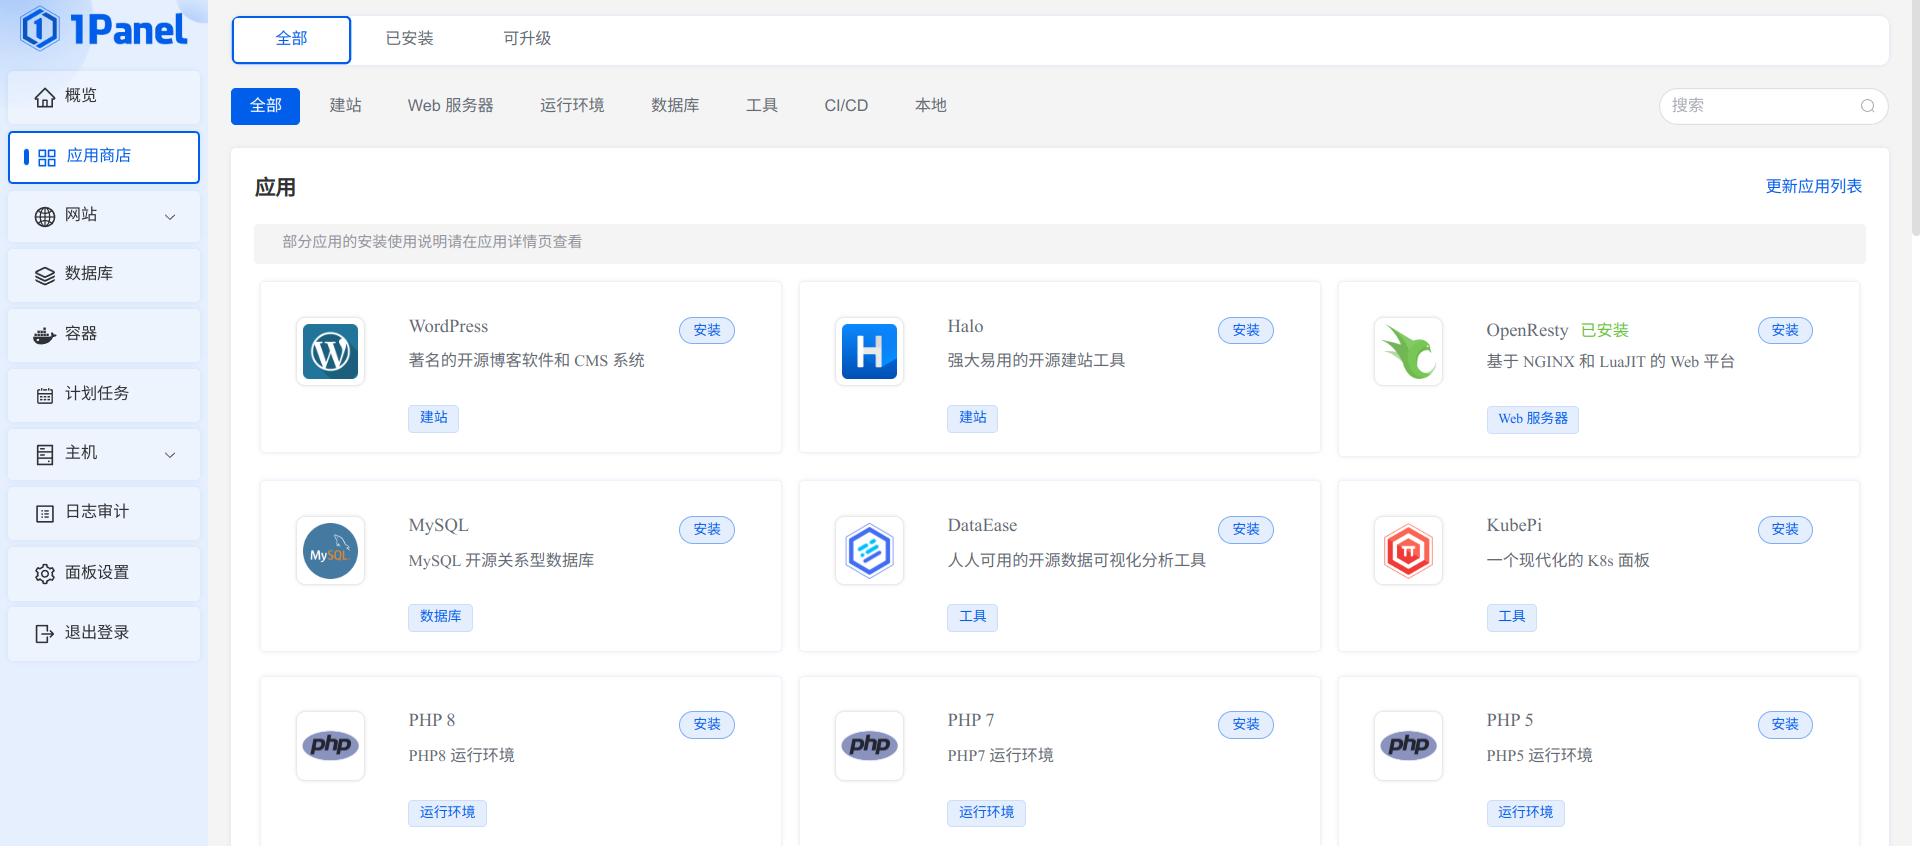 1Panel
概览
应用商店
网站
数据库
容器
计划任务
主机
日志审计
面板设置
退出登录
全部 已安装 可升级
全部 建站 Web 服务器 运行环境 数据库 工具 CI/CD 本地 搜索
应用 更新应用列表
部分应用的安装使用说明请在应用详情页查看
WordPress 安装
著名的开源博客软件和 CMS 系统
建站
Halo 安装
强大易用的开源建站工具
建站
OpenResty 已安装 安装
基于 NGINX 和 LuaJIT 的 Web 平台
Web 服务器
MySQL
MySQL 安装
MySQL 开源关系型数据库
数据库
DataEase 安装
人人可用的开源数据可视化分析工具
工具
KubePi 安装
一个现代化的 K8s 面板
工具
php
PHP 8 安装
PHP8 运行环境
运行环境
php
PHP 7 安装
PHP7 运行环境
运行环境
php
PHP 5 安装
PHP5 运行环境
运行环境